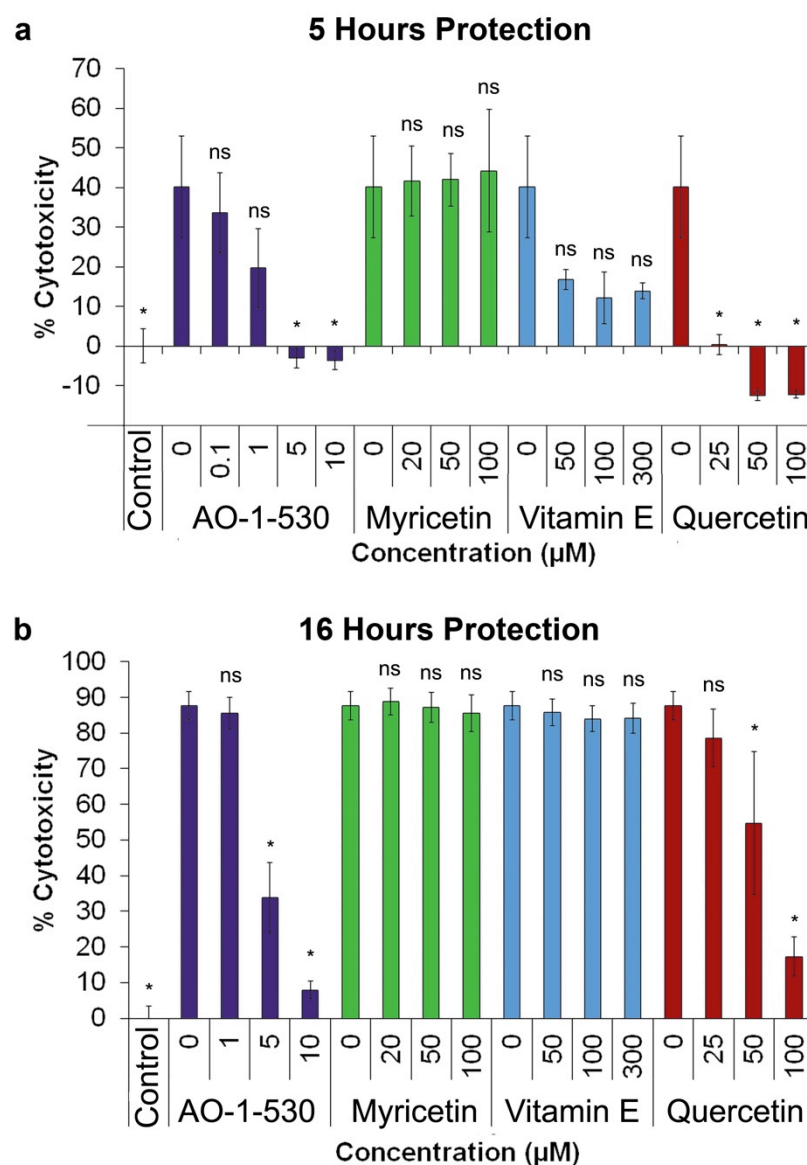 a
5 Hours Protection
% Cytotoxicity
70
60
50
40
30
20
10
0
-10
*
ns
ns
*
*
ns
ns
ns
ns
ns
ns
*
*
*
Control
0
0.1
1
5
10
0
20
50
100
0
50
100
300
0
25
50
100
AO-1-530
Myricetin
Vitamin E
Quercetin
Concentration (µM)
b
16 Hours Protection
% Cytotoxicity
100
90
80
70
60
50
40
30
20
10
0
*
ns
*
*
ns
ns
ns
ns
ns
ns
ns
*
*
Control
0
1
5
10
0
20
50
100
0
50
100
300
0
25
50
100
AO-1-530
Myricetin
Vitamin E
Quercetin
Concentration (µM)